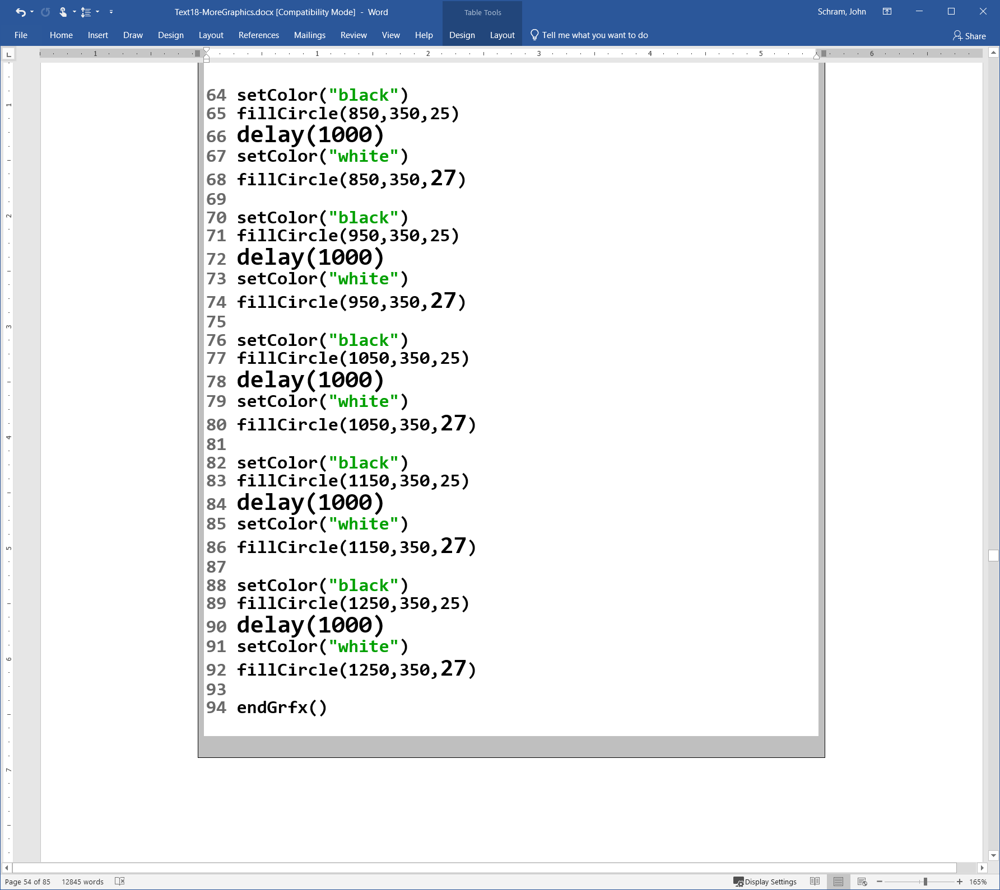 Text18-MoreGraphics.docx [Compatibility Mode] - Word
Table Tools
Schram, John
File Home Insert Draw Design Layout References Mailings Review View Help Design Layout Tell me what you want to do Share
1 1 2 3 4 5 6
64 setColor("black")
65 fillCircle(850,350,25)
66 delay(1000)
67 setColor("white")
68 fillCircle(850,350,27)
69
70 setColor("black")
71 fillCircle(950,350,25)
72 delay(1000)
73 setColor("white")
74 fillCircle(950,350,27)
75
76 setColor("black")
77 fillCircle(1050,350,25)
78 delay(1000)
79 setColor("white")
80 fillCircle(1050,350,27)
81
82 setColor("black")
83 fillCircle(1150,350,25)
84 delay(1000)
85 setColor("white")
86 fillCircle(1150,350,27)
87
88 setColor("black")
89 fillCircle(1250,350,25)
90 delay(1000)
91 setColor("white")
92 fillCircle(1250,350,27)
93
94 endGrfx()
1
2
3
4
5
6
7
Page 54 of 85 12845 words Display Settings 165%